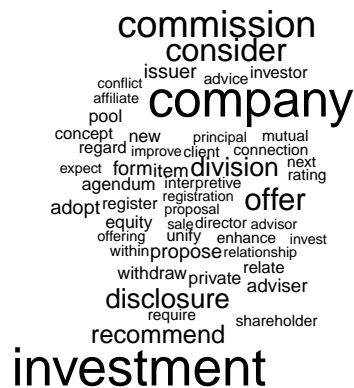 commission
consider
issuer advice investor
conflict
affiliate company
pool
concept new principal mutual
regard improve client connection
expect form item division next
rating
agendum interpretive
adopt register registration offer
proposal
equity sale director advisor
offering unify enhance invest
within propose relationship
withdraw private relate
adviser
disclosure
require
shareholder
recommend
investment